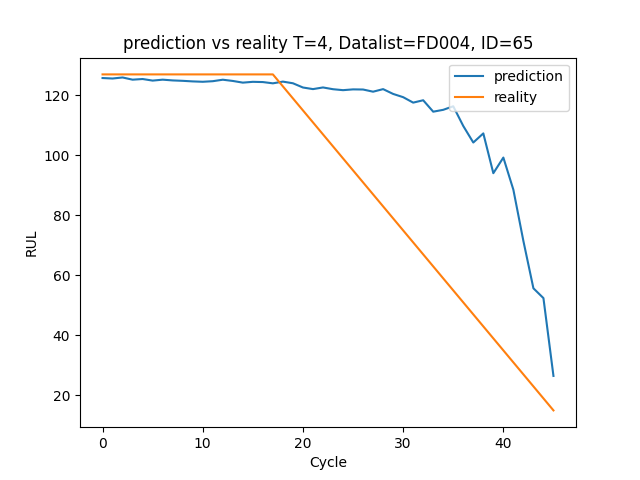 prediction vs reality T=4, Datalist=FD004, ID=65
prediction
reality
120
100
80
60
40
20
RUL
0 10 20 30 40
Cycle